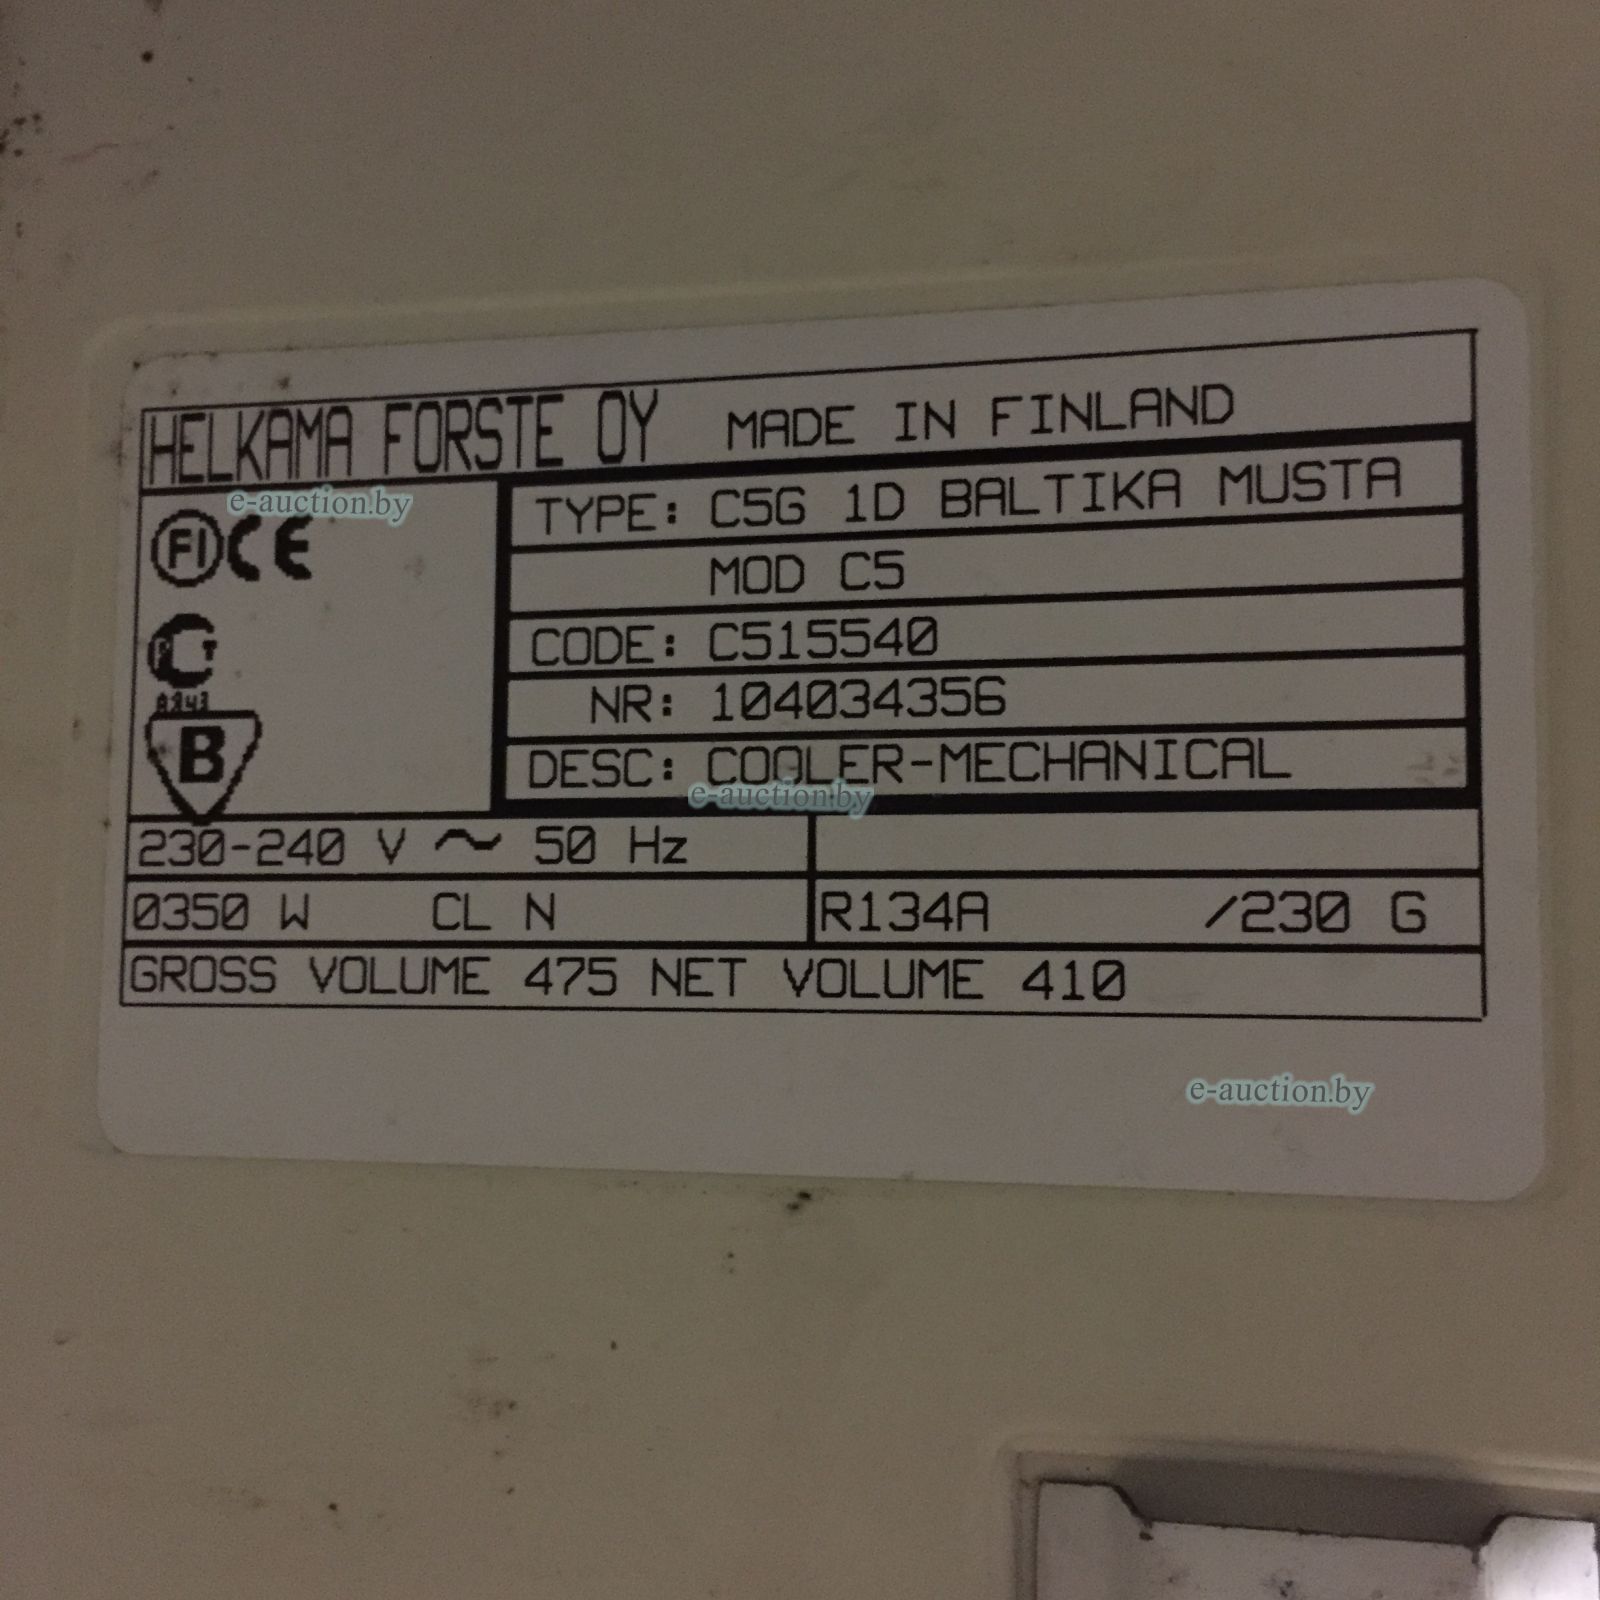 HELKAMA FORSTE OY MADE IN FINLAND
e-auction.by
TYPE: C5G 1D BALTIKA MUSTA
FI CE
MOD C5
CODE: C515540
NR: 104034356
B
DESC: COOLER-MECHANICAL
e-auction.by
230-240 V ~ 50 Hz
0350 W CL N R134A /230 G
GROSS VOLUME 475 NET VOLUME 410
e-auction.by